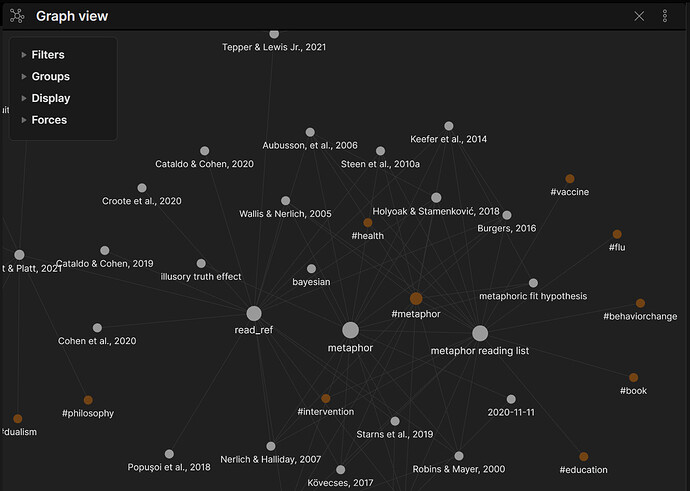 Graph view
Filters
Groups
Display
Forces
Tepper & Lewis Jr., 2021
Keefer et al., 2014
Aubusson, et al., 2006
Cataldo & Cohen, 2020
Steen et al., 2010a
#vaccine
Croote et al., 2020
Wallis & Nerlich, 2005
Holyoak & Stamenković, 2018
Burgers, 2016
#health
#flu
t & Platt, 2021
Cataldo & Cohen, 2019
illusory truth effect
bayesian
metaphoric fit hypothesis
#metaphor
#behaviorchange
read_ref
Cohen et al., 2020
metaphor
metaphor reading list
#book
#philosophy
#intervention
2020-11-11
#dualism
Starns et al., 2019
Popuşoi et al., 2018
Nerlich & Halliday, 2007
Robins & Mayer, 2000
#education
Kövecses, 2017